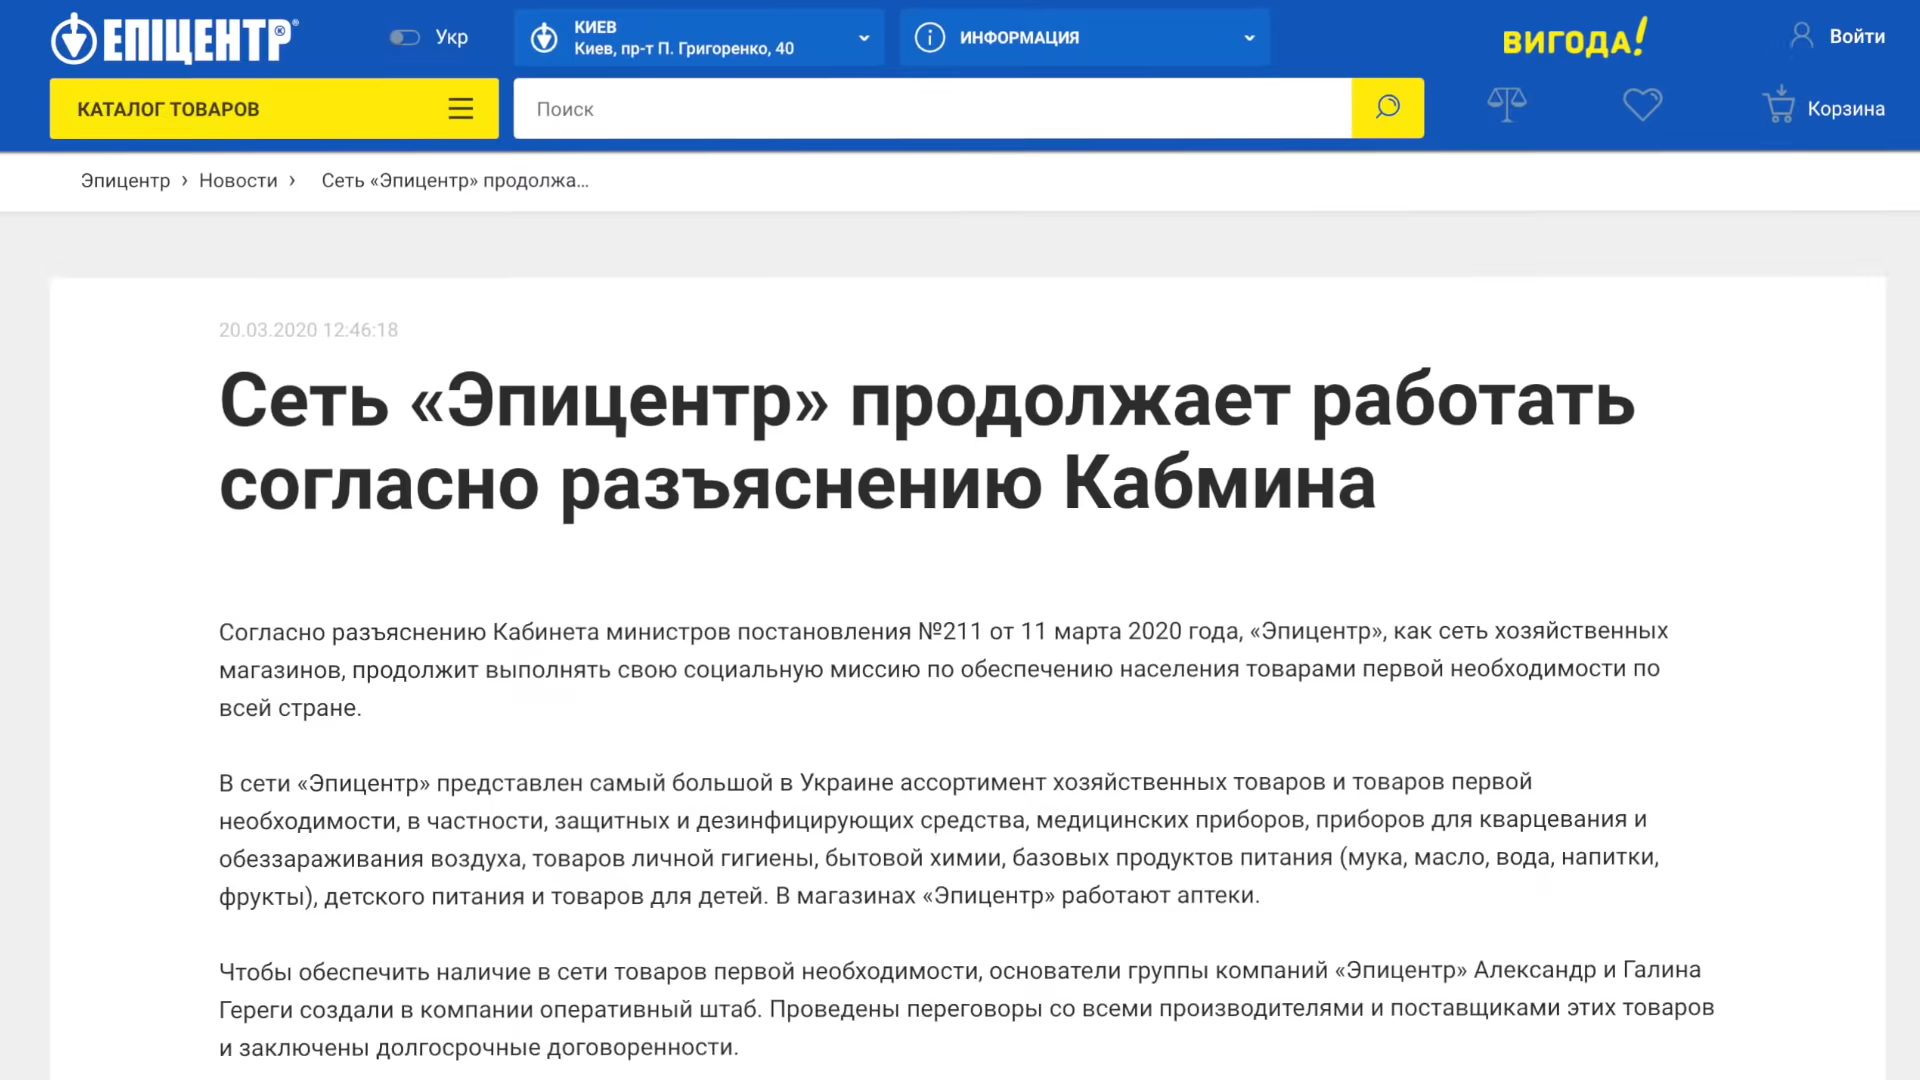 ЕПІЦЕНТР®
Укр
КИЕВ
Киев, пр-т П. Григоренко, 40
ИНФОРМАЦИЯ
ВИГОДА!
Войти
КАТАЛОГ ТОВАРОВ
Поиск
Корзина
Эпицентр › Новости › Сеть «Эпицентр» продолжа...
20.03.2020 12:46:18
Сеть «Эпицентр» продолжает работать
согласно разъяснению Кабмина
Согласно разъяснению Кабинета министров постановления №211 от 11 марта 2020 года, «Эпицентр», как сеть хозяйственных
магазинов, продолжит выполнять свою социальную миссию по обеспечению населения товарами первой необходимости по
всей стране.
В сети «Эпицентр» представлен самый большой в Украине ассортимент хозяйственных товаров и товаров первой
необходимости, в частности, защитных и дезинфицирующих средства, медицинских приборов, приборов для кварцевания и
обеззараживания воздуха, товаров личной гигиены, бытовой химии, базовых продуктов питания (мука, масло, вода, напитки,
фрукты), детского питания и товаров для детей. В магазинах «Эпицентр» работают аптеки.
Чтобы обеспечить наличие в сети товаров первой необходимости, основатели группы компаний «Эпицентр» Александр и Галина
Гереги создали в компании оперативный штаб. Проведены переговоры со всеми производителями и поставщиками этих товаров
и заключены долгосрочные договоренности.